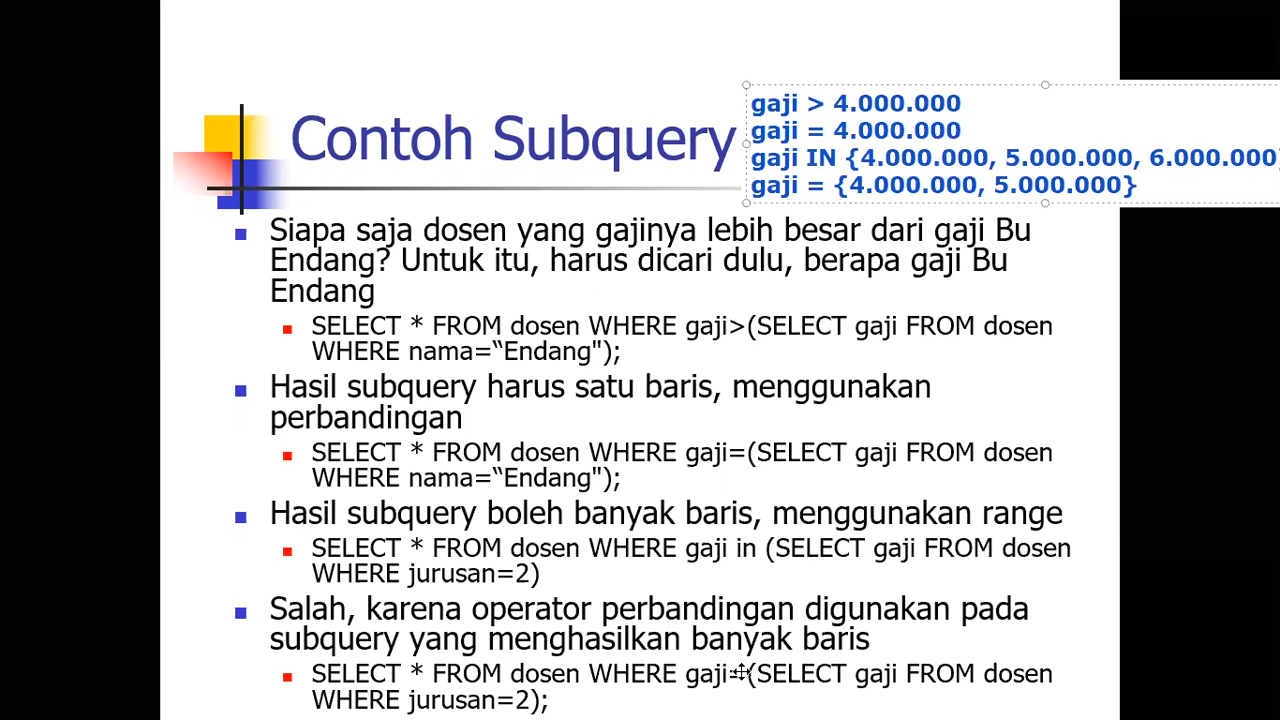 Contoh Subquery
gaji > 4.000.000
gaji = 4.000.000
gaji IN {4.000.000, 5.000.000, 6.000.000}
gaji = {4.000.000, 5.000.000}
Siapa saja dosen yang gajinya lebih besar dari gaji Bu
Endang? Untuk itu, harus dicari dulu, berapa gaji Bu
Endang
SELECT * FROM dosen WHERE gaji>(SELECT gaji FROM dosen
WHERE nama=“Endang");
Hasil subquery harus satu baris, menggunakan
perbandingan
SELECT * FROM dosen WHERE gaji=(SELECT gaji FROM dosen
WHERE nama=“Endang");
Hasil subquery boleh banyak baris, menggunakan range
SELECT * FROM dosen WHERE gaji in (SELECT gaji FROM dosen
WHERE jurusan=2)
Salah, karena operator perbandingan digunakan pada
subquery yang menghasilkan banyak baris
SELECT * FROM dosen WHERE gaji=(SELECT gaji FROM dosen
WHERE jurusan=2);